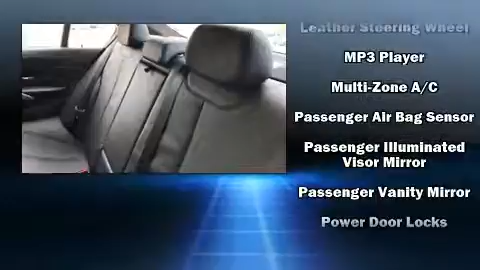 Leather Steering Wheel
MP3 Player
Multi-Zone A/C
Passenger Air Bag Sensor
Passenger Illuminated
Visor Mirror
Passenger Vanity Mirror
Power Door Locks